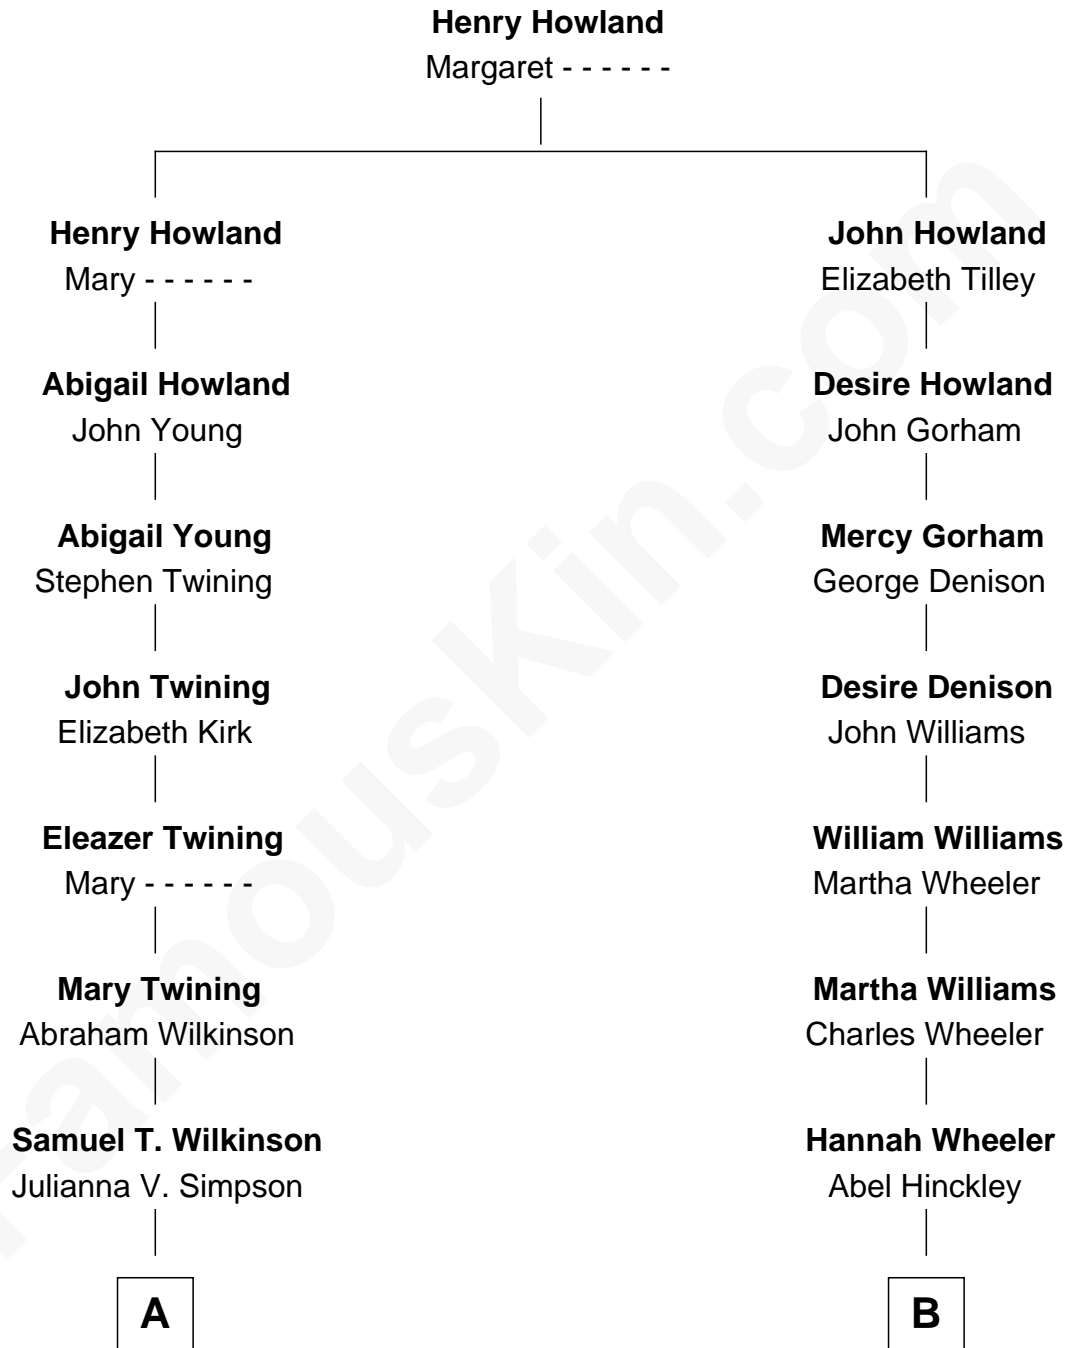 Henry Howland
Margaret - - - - - -
Henry Howland
Mary - - - - - -
John Howland
Elizabeth Tilley
Abigail Howland
John Young
Desire Howland
John Gorham
Abigail Young
Stephen Twining
Mercy Gorham
George Denison
John Twining
Elizabeth Kirk
Desire Denison
John Williams
Eleazer Twining
Mary - - - - - -
William Williams
Martha Wheeler
Mary Twining
Abraham Wilkinson
Martha Williams
Charles Wheeler
Samuel T. Wilkinson
Julianna V. Simpson
Hannah Wheeler
Abel Hinckley
A
B
FamousKin.com